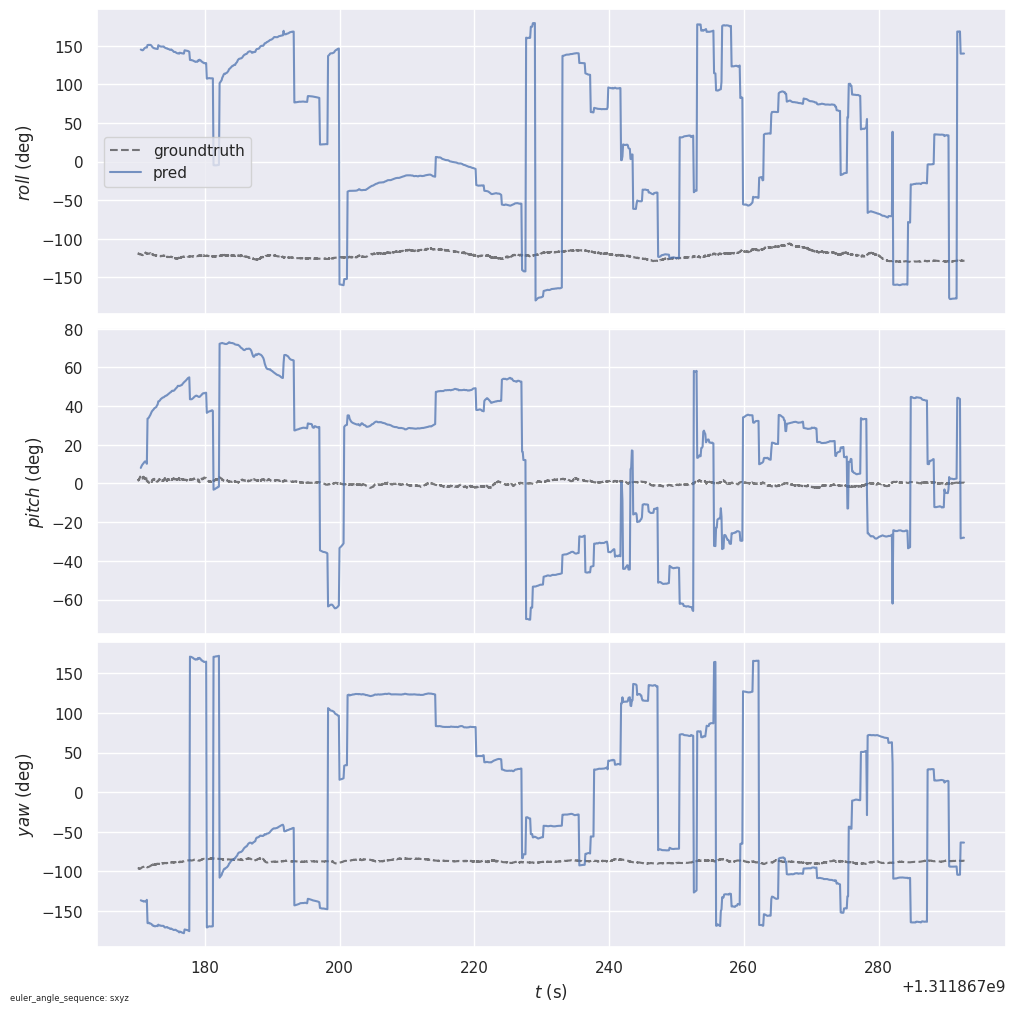 150
100
50
0
−50
−100
−150
roll (deg)
groundtruth
pred
80
60
40
20
0
−20
−40
−60
pitch (deg)
150
100
50
0
−50
−100
−150
yaw (deg)
180 200 220 240 260 280
t (s)
+1.311867e9
euler_angle_sequence: sxyz